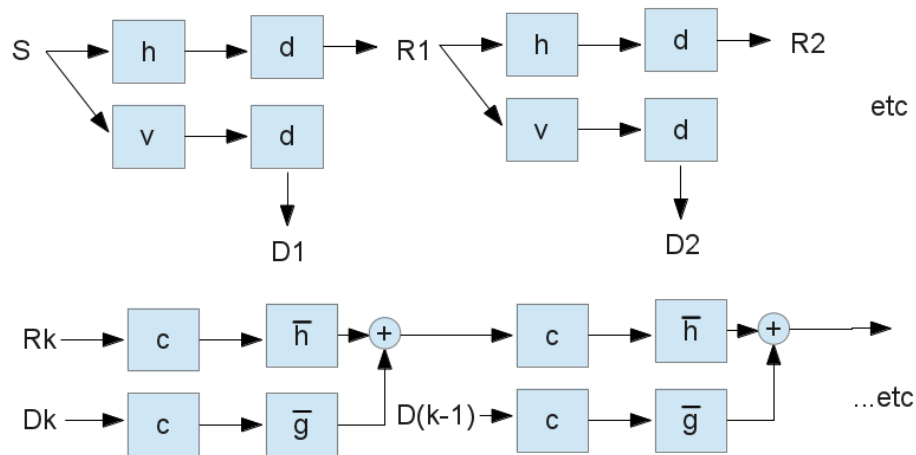 S h d R1 h d R2
v d v d etc
D1 D2
Rk c h̅ + c h̅ +
Dk c g̅ D(k-1) c g̅ ...etc